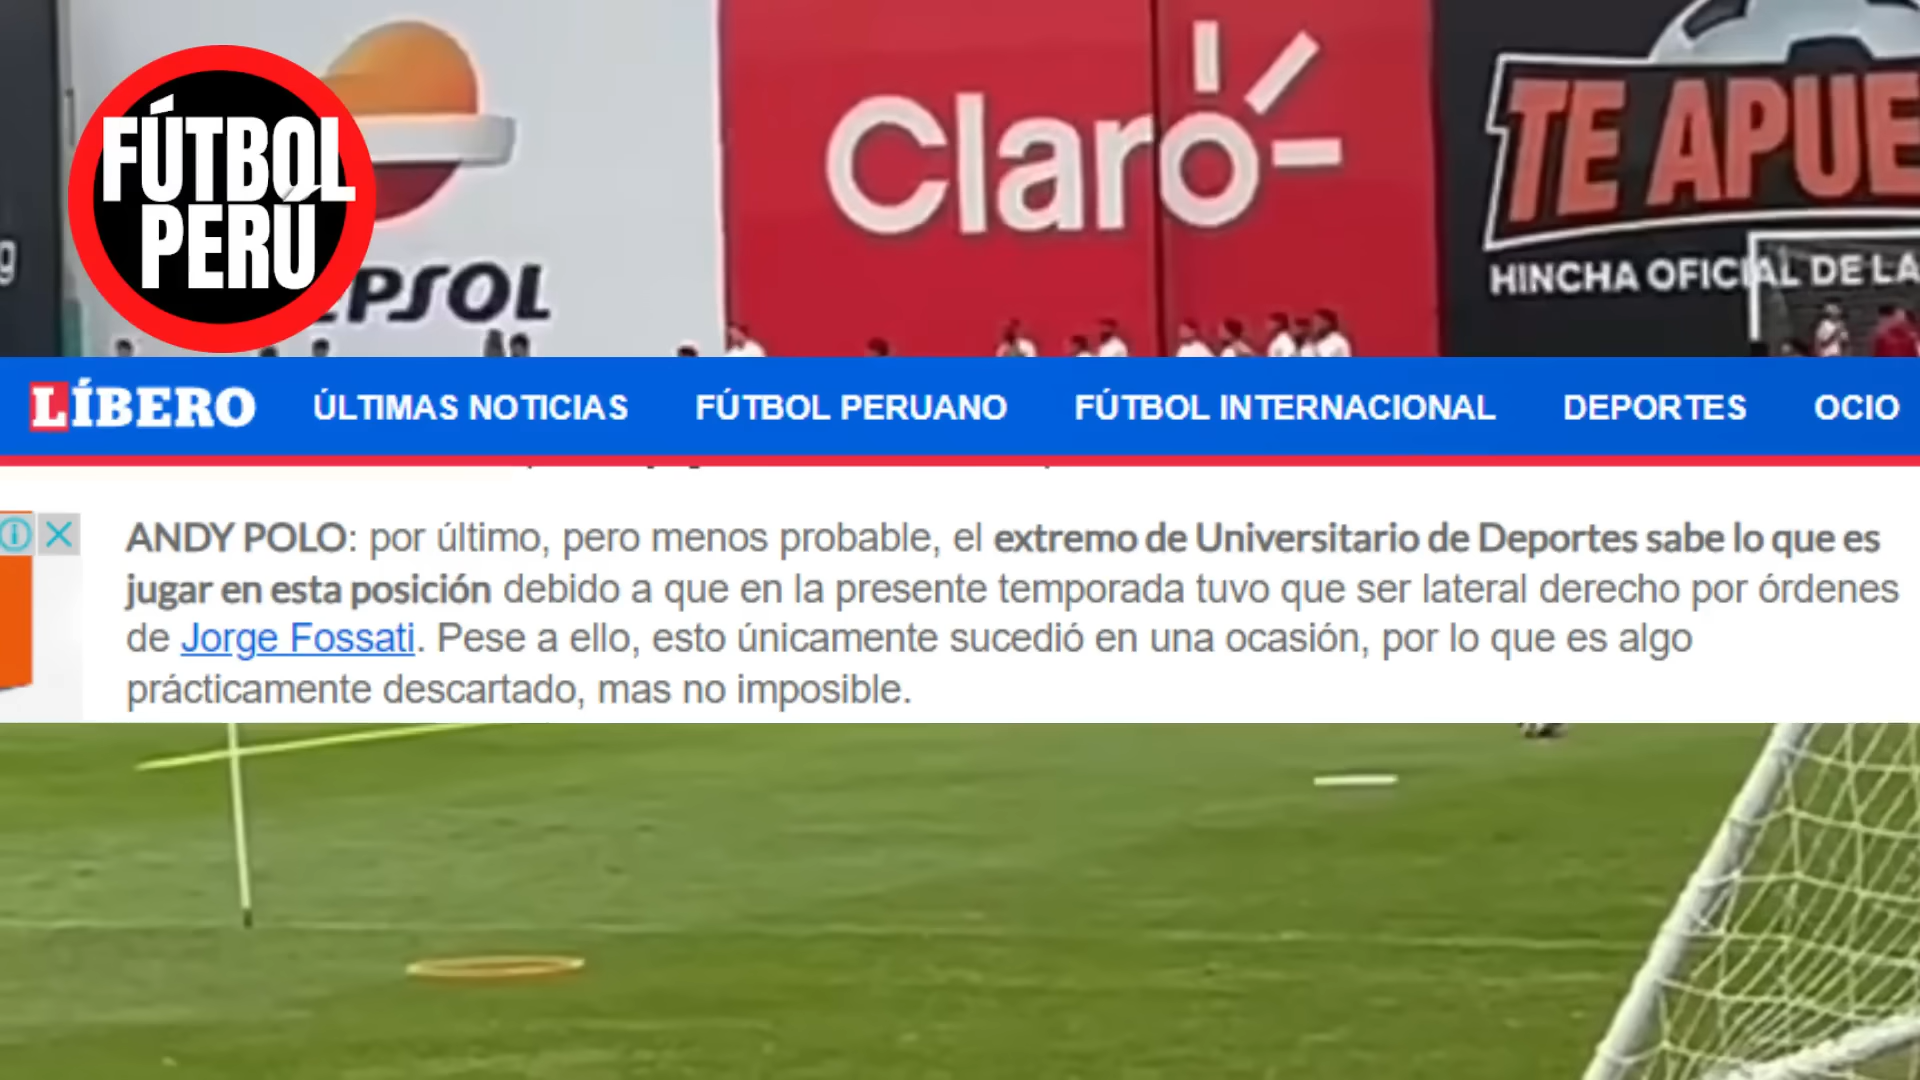 FÚTBOL
PERÚ
EPSOL
Claro
TE APUE
HINCHA OFICIAL DE LA
LÍBERO ÚLTIMAS NOTICIAS FÚTBOL PERUANO FÚTBOL INTERNACIONAL DEPORTES OCIO
ANDY POLO: por último, pero menos probable, el extremo de Universitario de Deportes sabe lo que es
jugar en esta posición debido a que en la presente temporada tuvo que ser lateral derecho por órdenes
de Jorge Fossati. Pese a ello, esto únicamente sucedió en una ocasión, por lo que es algo
prácticamente descartado, mas no imposible.